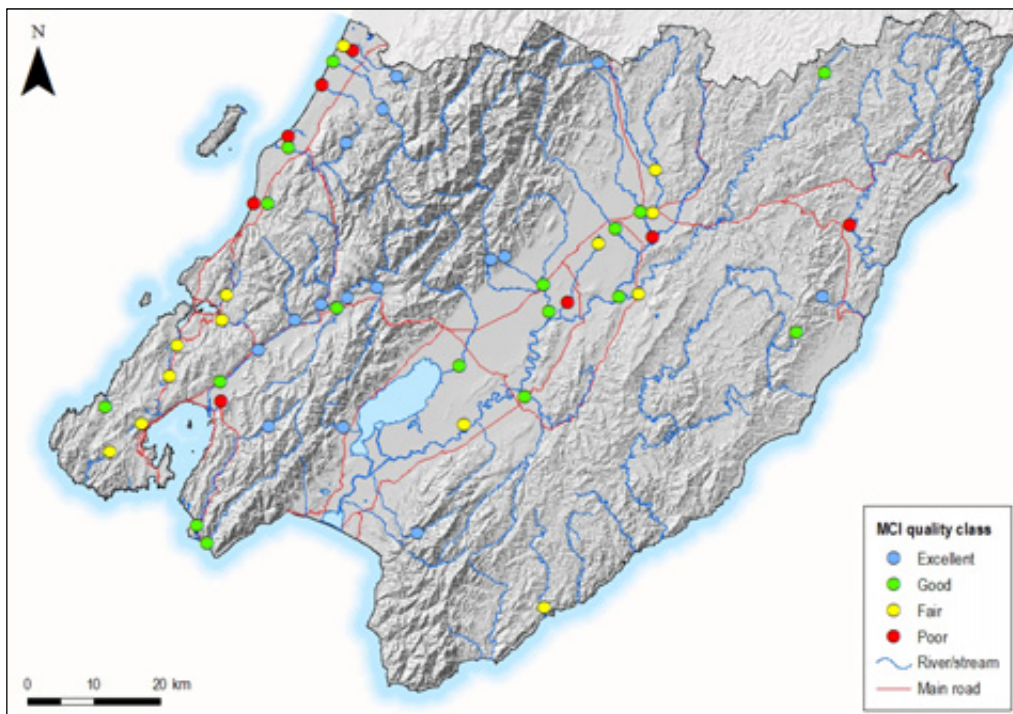 N
MCI quality class
Excellent
Good
Fair
Poor
River/stream
Main road
0 10 20 km